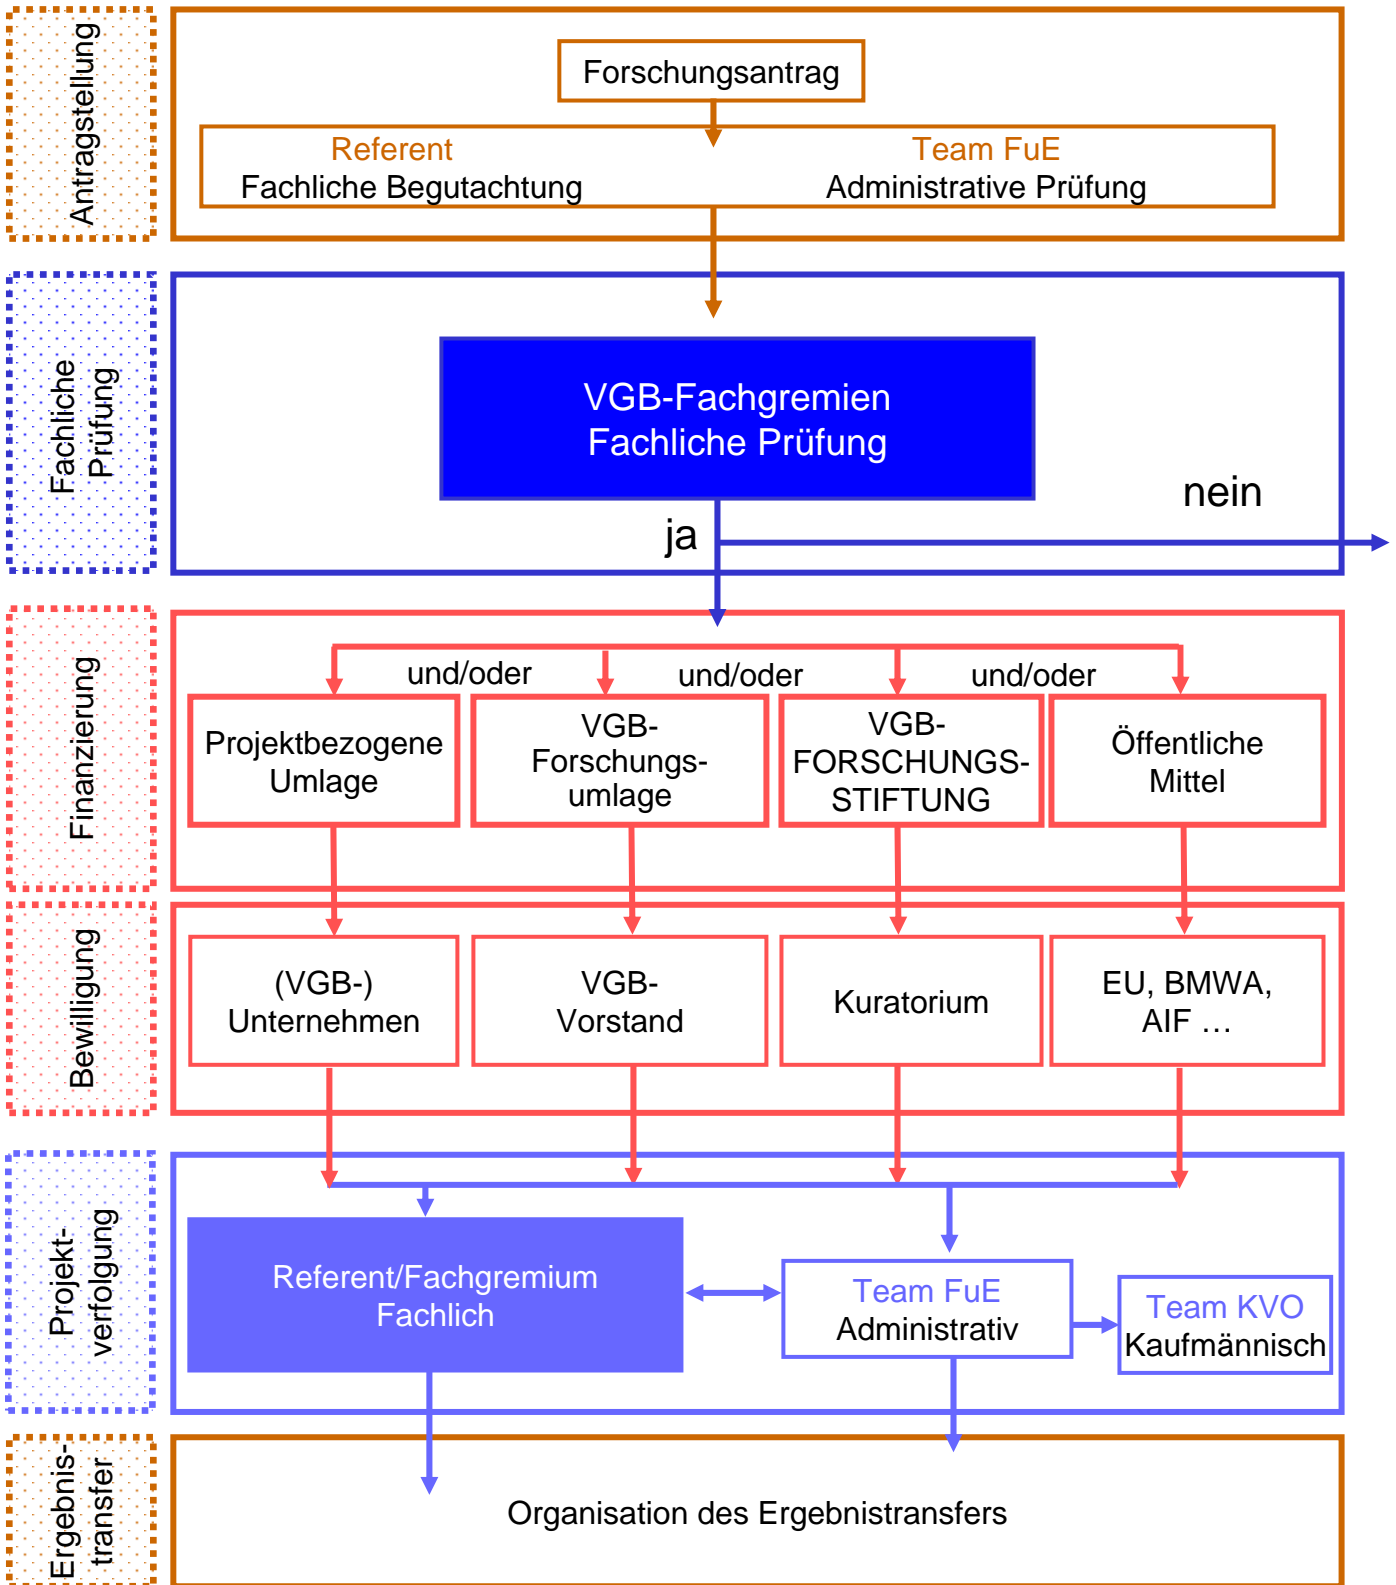 Antragstellung
Forschungsantrag
Referent
Fachliche Begutachtung
Team FuE
Administrative Prüfung
Fachliche
Prüfung
VGB-Fachgremien
Fachliche Prüfung
ja
nein
Finanzierung
und/oder
und/oder
und/oder
Projektbezogene
Umlage
VGB-
Forschungs-
umlage
VGB-
FORSCHUNGS-
STIFTUNG
Öffentliche
Mittel
Bewilligung
(VGB-)
Unternehmen
VGB-
Vorstand
Kuratorium
EU, BMWA,
AIF …
Projekt-
verfolgung
Referent/Fachgremium
Fachlich
Team FuE
Administrativ
Team KVO
Kaufmännisch
Ergebnis-
transfer
Organisation des Ergebnistransfers